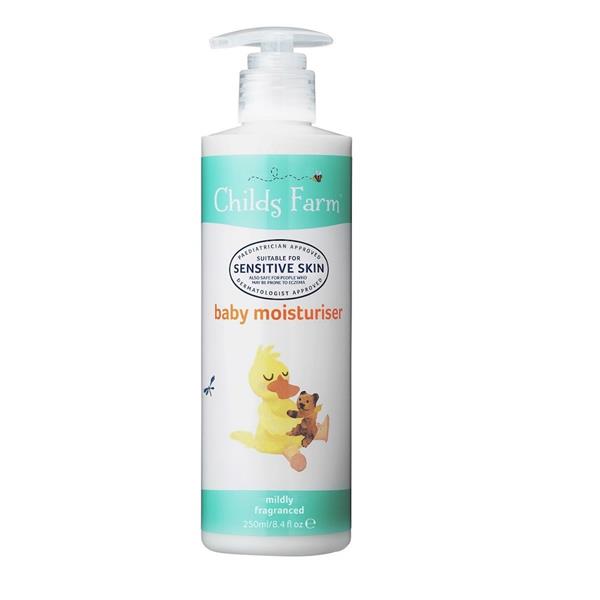 Childs Farm™
PAEDIATRICIAN APPROVED
SUITABLE FOR
SENSITIVE SKIN
ALSO SAFE FOR PEOPLE WHO
MAY BE PRONE TO ECZEMA
DERMATOLOGIST APPROVED
baby moisturiser
mildly
fragranced
250ml/8.4 fl oz ℮